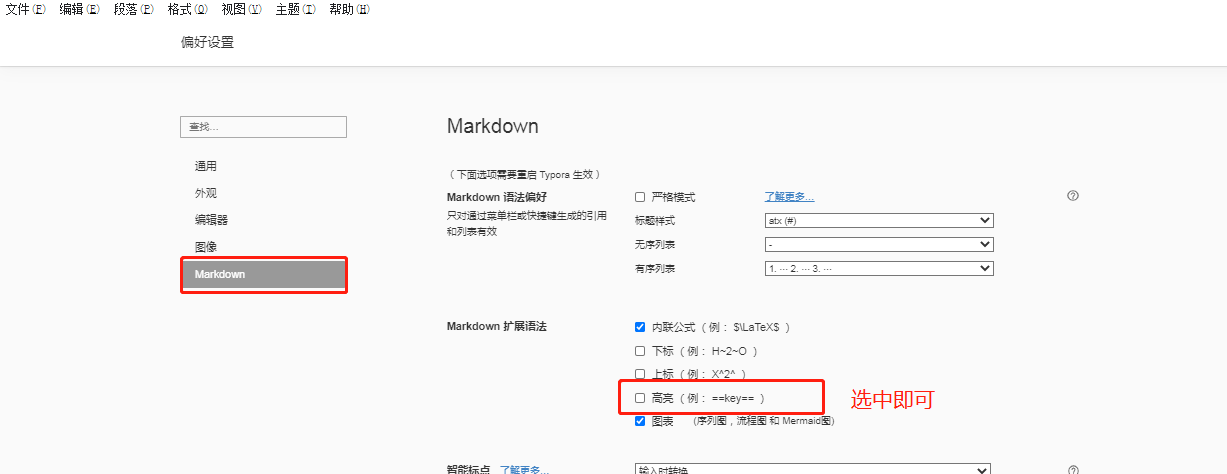 文件(F) 编辑(E) 段落(P) 格式(O) 视图(V) 主题(T) 帮助(H)
偏好设置
查找...
通用
外观
编辑器
图像
Markdown
Markdown
（下面选项需要重启 Typora 生效）
Markdown 语法偏好
只对通过菜单栏或快捷键生成的引用
和列表有效
严格模式 了解更多...
标题样式 atx (#)
无序列表 -
有序列表 1. ··· 2. ··· 3. ···
Markdown 扩展语法
内联公式（例： $\LaTeX$ ）
下标（例： H~2~O ）
上标（例： X^2^ ）
高亮（例： ==key== ）
选中即可
图表 （序列图，流程图 和 Mermaid图)
智能标点 了解更多... 输入时转换